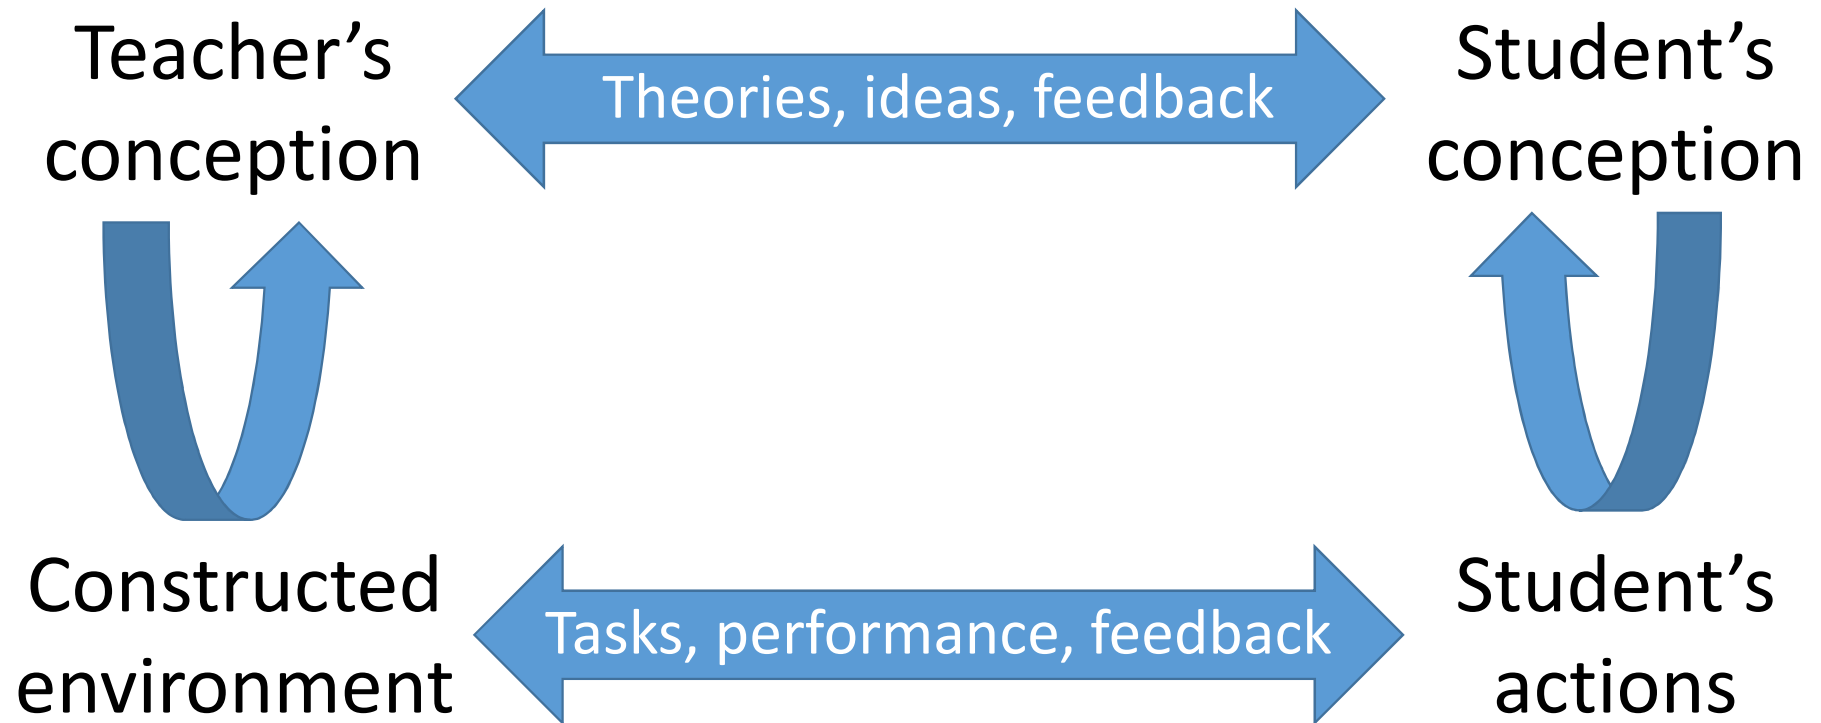 Teacher’s
conception
Theories, ideas, feedback
Student’s
conception
Constructed
environment
Tasks, performance, feedback
Student’s
actions